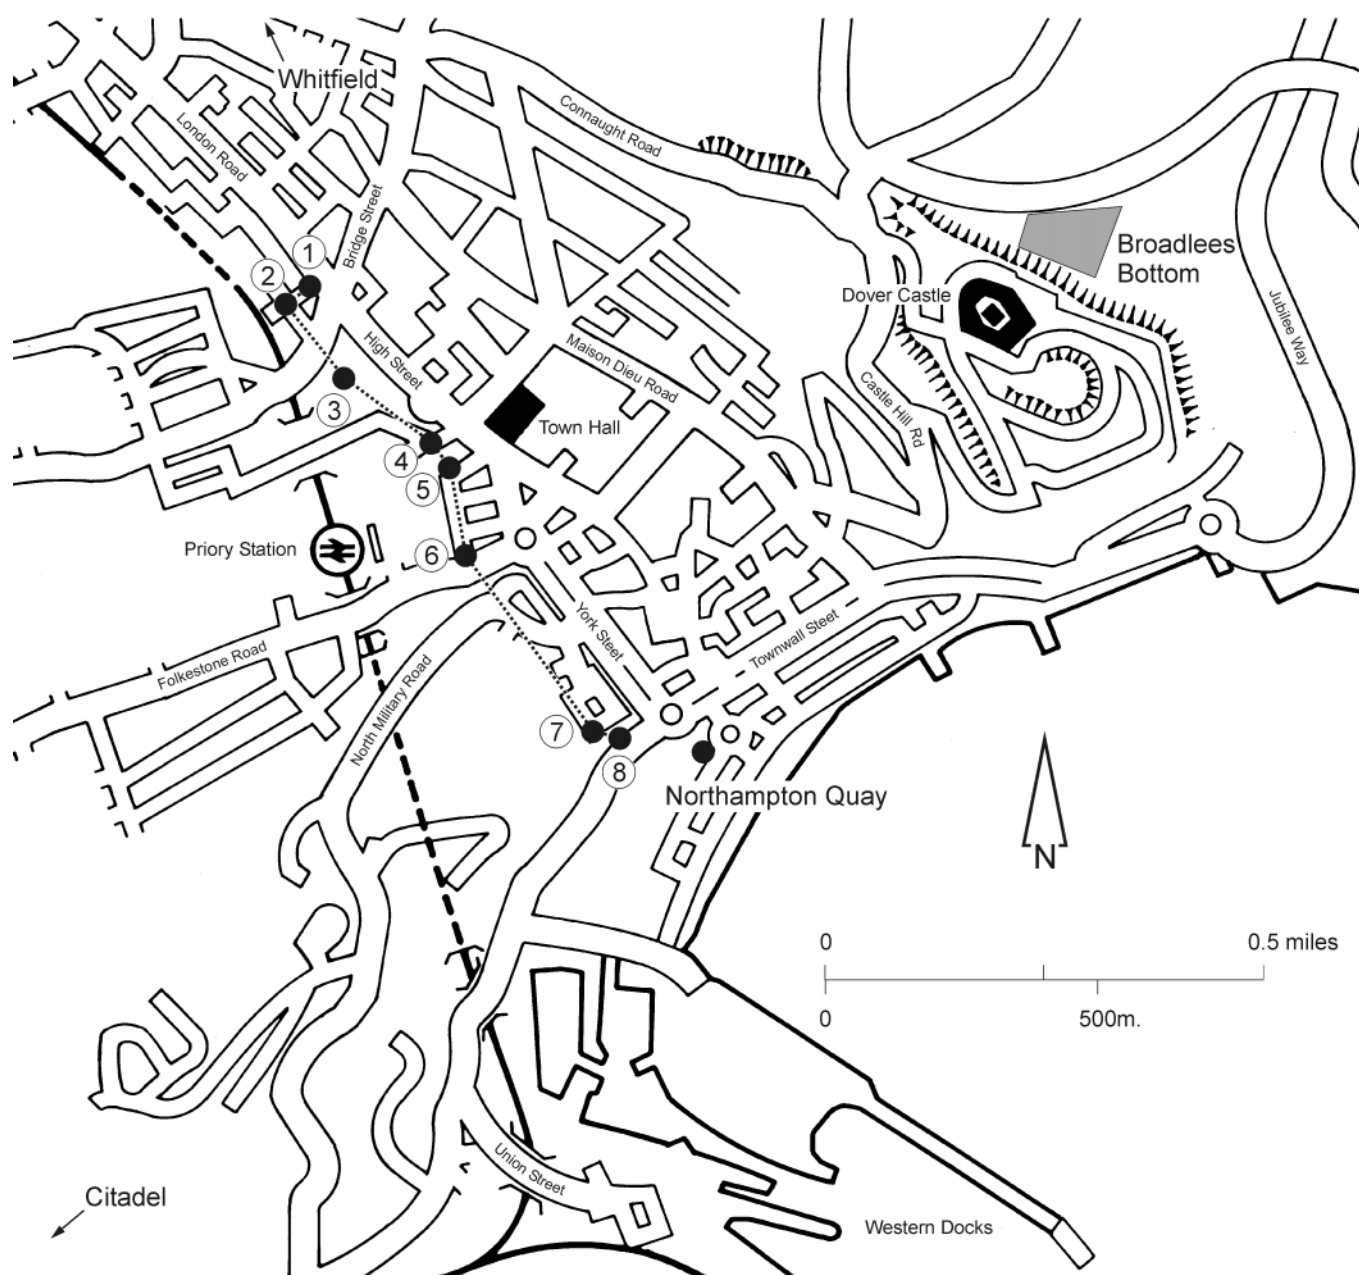 Whitfield
London Road
Connaught Road
Bridge Street
1
2
Broadlees
Bottom
Dover Castle
Jubilee Way
High Street
Maison Dieu Road
3
Castle Hill Rd
Town Hall
4
5
Priory Station
6
York Steet
Townwall Steet
Folkestone Road
North Military Road
7
8
Northampton Quay
N
0
0.5 miles
0
500m.
Union Street
Citadel
Western Docks